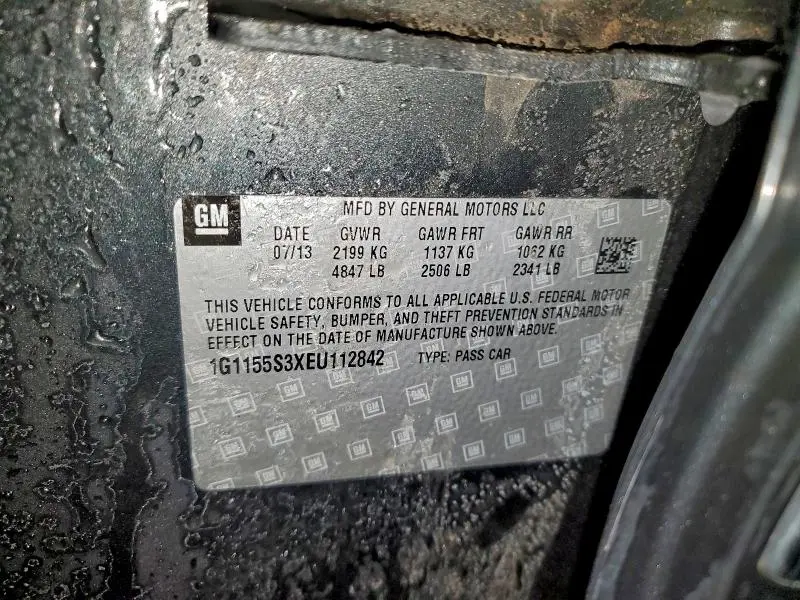 GM
MFD BY GENERAL MOTORS LLC
DATE GVWR GAWR FRT GAWR RR
07/13 2199 KG 1137 KG 1062 KG
4847 LB 2506 LB 2341 LB
THIS VEHICLE CONFORMS TO ALL APPLICABLE U.S. FEDERAL MOTOR
VEHICLE SAFETY, BUMPER, AND THEFT PREVENTION STANDARDS IN
EFFECT ON THE DATE OF MANUFACTURE SHOWN ABOVE.
1G1155S3XEU112842 TYPE: PASS CAR